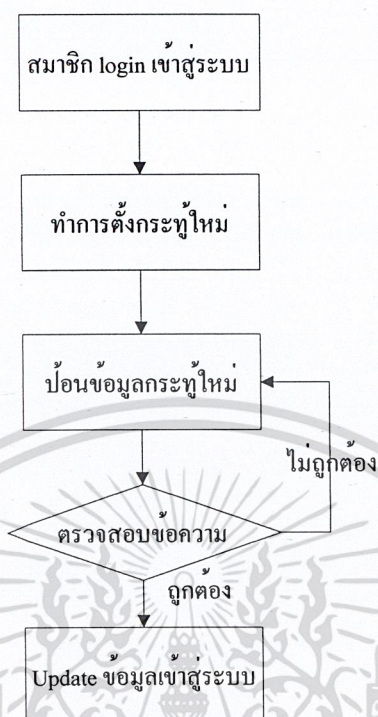 สมาชิก login เข้าสู่ระบบ
ทำการตั้งกระทู้ใหม่
ป้อนข้อมูลกระทู้ใหม่
ไม่ถูกต้อง
ตรวจสอบข้อความ
ถูกต้อง
Update ข้อมูลเข้าสู่ระบบ